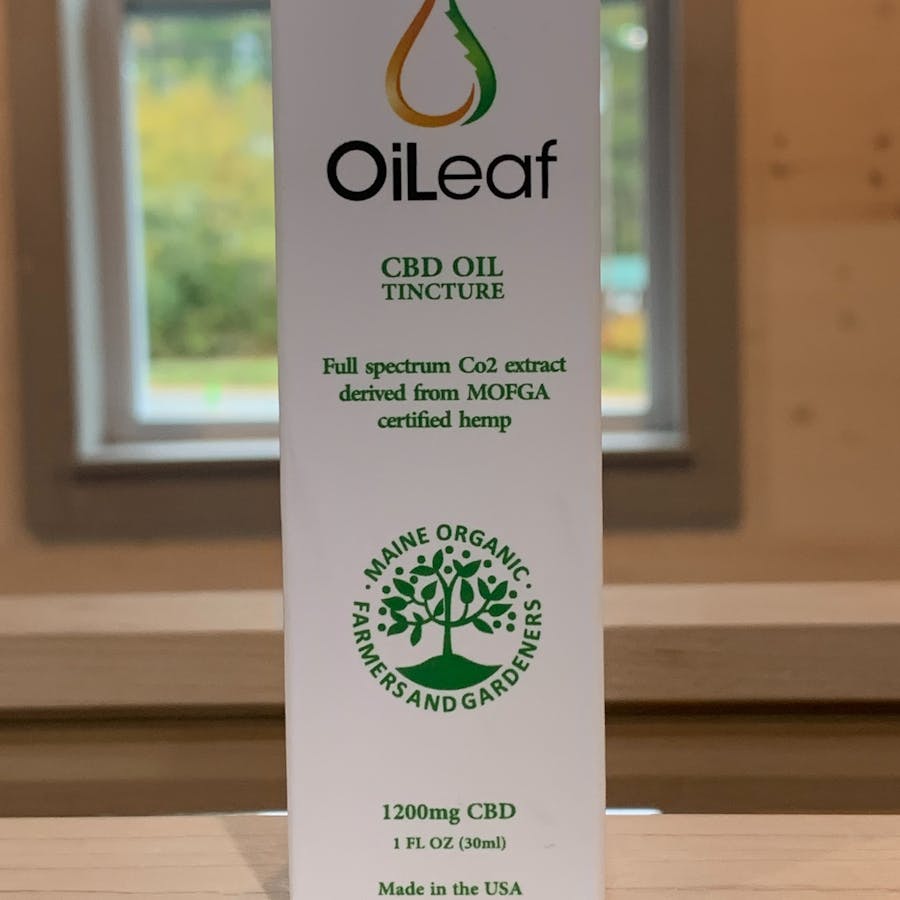 OiLeaf
CBD OIL
TINCTURE
Full spectrum Co2 extract
derived from MOFGA
certified hemp
· MAINE ORGANIC ·
FARMERS AND GARDENERS
1200mg CBD
1 FL OZ (30ml)
Made in the USA